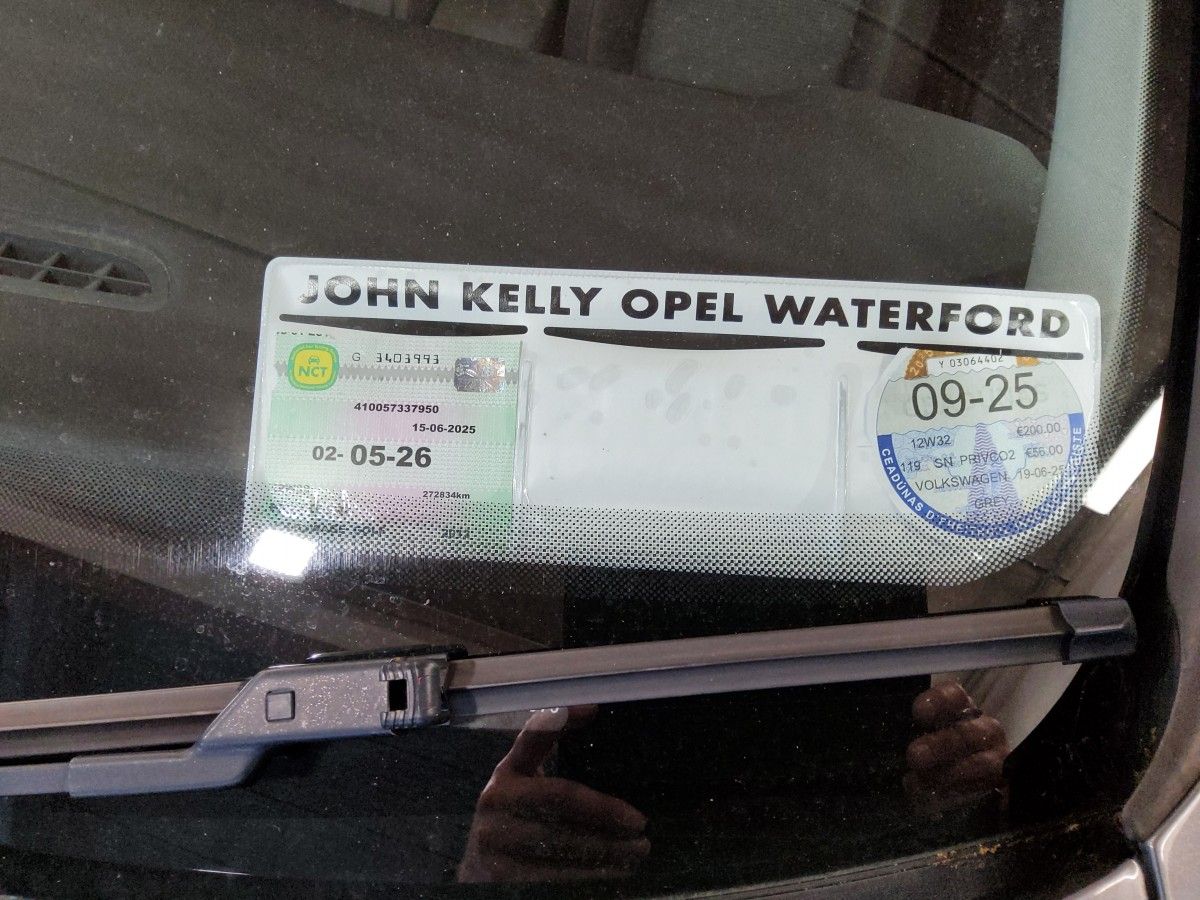 JOHN KELLY OPEL WATERFORD
NCT
G 3403993
410057337950
15-06-2025
02-05-26
272834km
Y 03064402
09-25
12W32 €200.00
119 SN PRIVCO2 €56.00
VOLKSWAGEN 19-06-25
GREY
CEADÚNAS